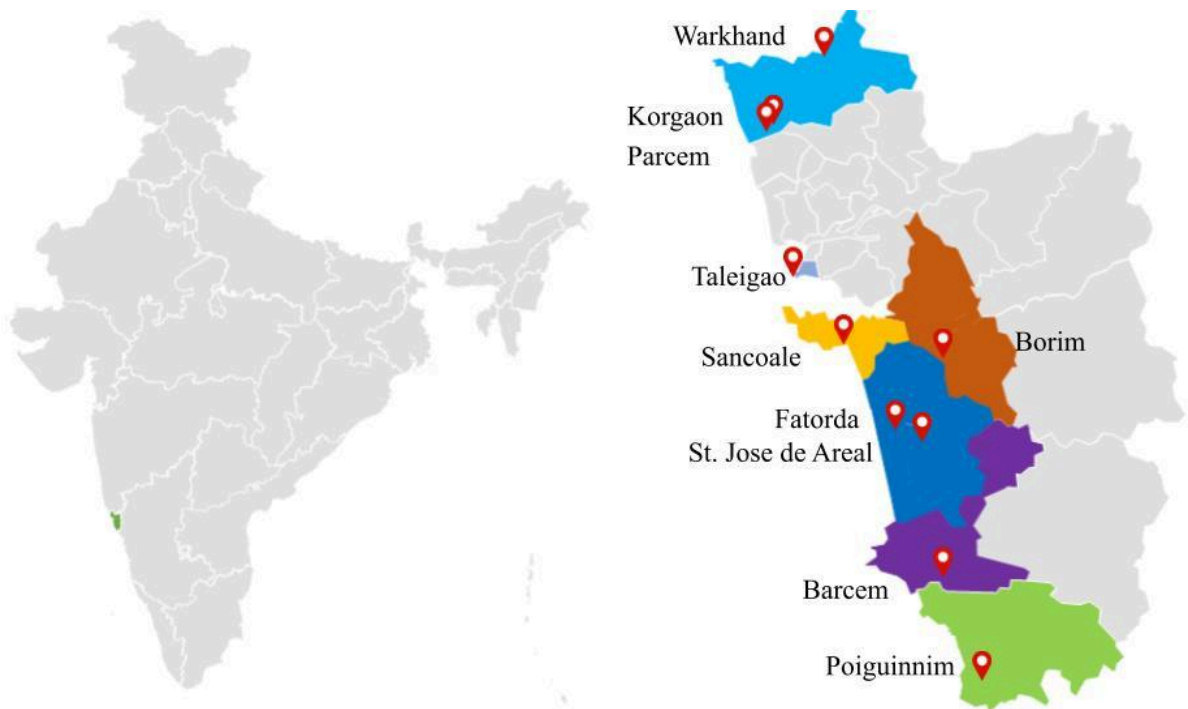 Warkhand
Korgaon
Parcem
Taleigao
Sancoale
Borim
Fatorda
St. Jose de Areal
Barcem
Poiguinnim